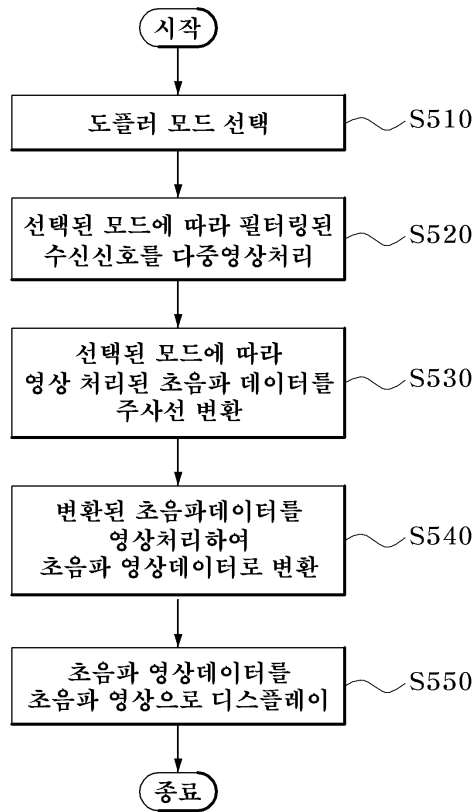 시작
도플러 모드 선택
S510
선택된 모드에 따라 필터링된
수신신호를 다중영상처리
S520
선택된 모드에 따라
영상 처리된 초음파 데이터를
주사선 변환
S530
변환된 초음파데이터를
영상처리하여
초음파 영상데이터로 변환
S540
초음파 영상데이터를
초음파 영상으로 디스플레이
S550
종료